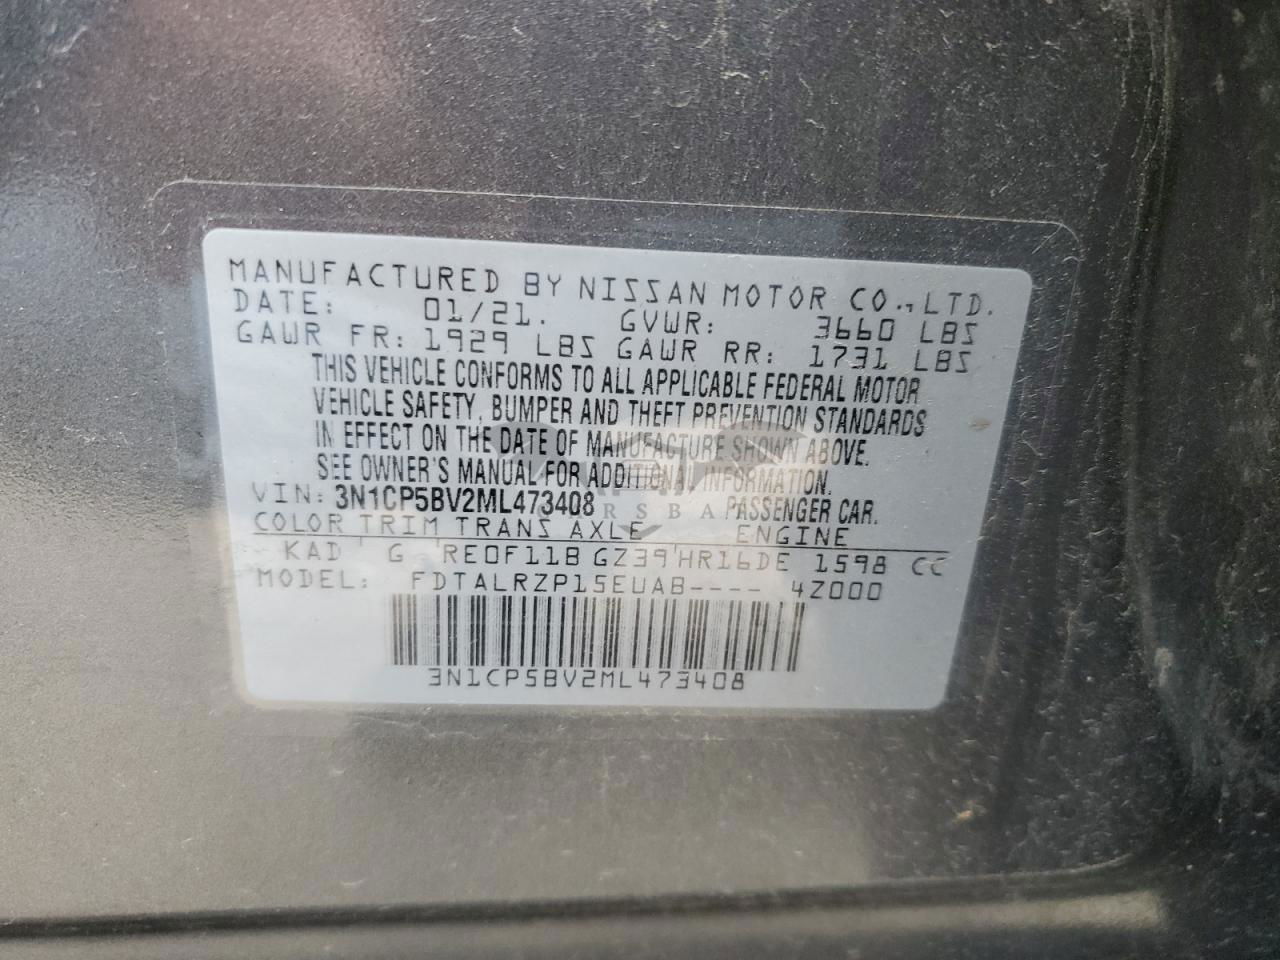 MANUFACTURED BY NISSAN MOTOR CO., LTD.
DATE: 01/21. GVWR: 3660 LBS
GAWR FR: 1929 LBS GAWR RR: 1731 LBS
THIS VEHICLE CONFORMS TO ALL APPLICABLE FEDERAL MOTOR
VEHICLE SAFETY, BUMPER AND THEFT PREVENTION STANDARDS
IN EFFECT ON THE DATE OF MANUFACTURE SHOWN ABOVE.
SEE OWNER'S MANUAL FOR ADDITIONAL INFORMATION.
VIN: 3N1CP5BV2ML473408 PASSENGER CAR.
COLOR TRIM TRANS AXLE ENGINE
KAD G RE0F11B GZ39 HR16DE 1598 CC
MODEL: FDTALRZP15EUAB---- 4Z000
3N1CP5BV2ML473408